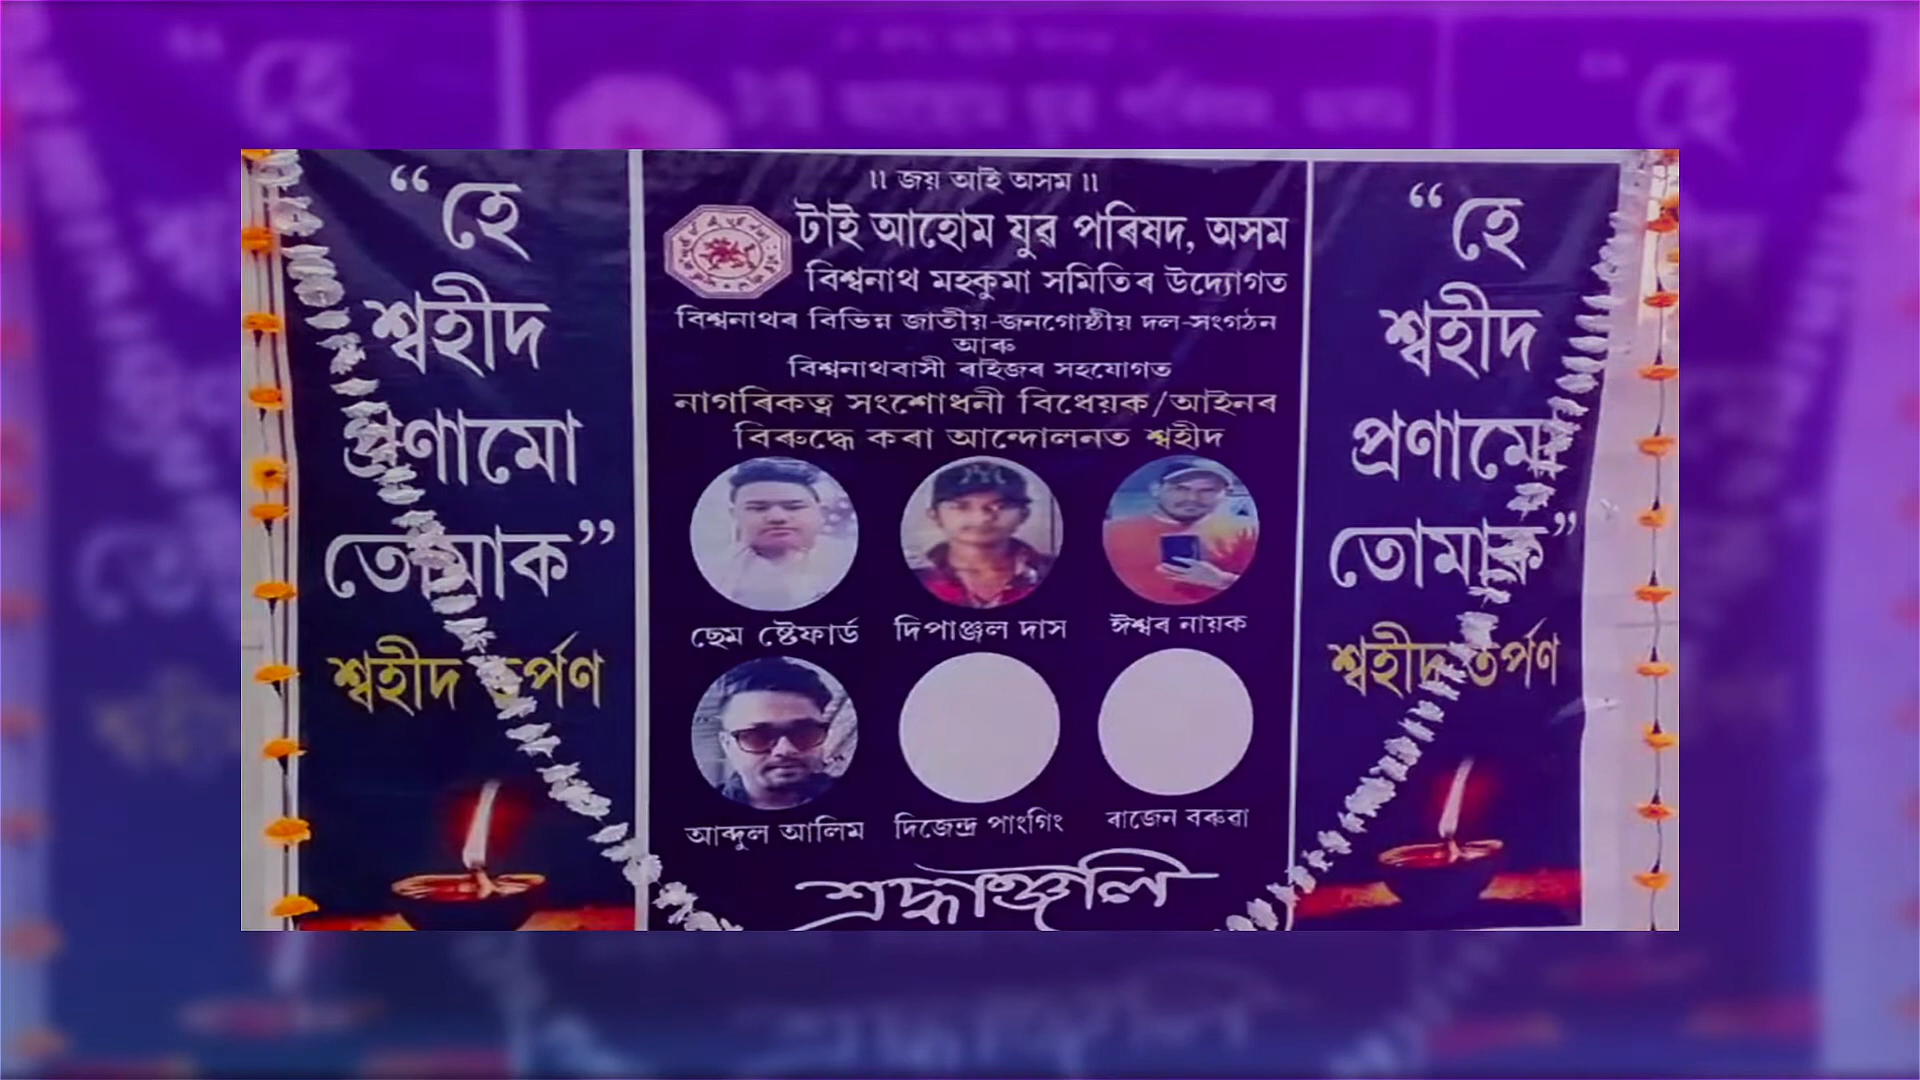 “হে
শ্বহীদ
প্ৰণামো
তোমাক”
শ্বহীদ তৰ্পণ
৷৷ জয় আই অসম ৷৷
টাই আহোম যুৱ পৰিষদ, অসম
বিশ্বনাথ মহকুমা সমিতিৰ উদ্যোগত
বিশ্বনাথৰ বিভিন্ন জাতীয়-জনগোষ্ঠীয় দল-সংগঠন
আৰু
বিশ্বনাথবাসী ৰাইজৰ সহযোগত
নাগৰিকত্ব সংশোধনী বিধেয়ক/আইনৰ
বিৰুদ্ধে কৰা আন্দোলনত শ্বহীদ
ছেম ষ্টেফাৰ্ড দিপাঞ্জল দাস ঈশ্বৰ নায়ক
আব্দুল আলিম দিজেন্দ্ৰ পাংগিং ৰাজেন বৰুৱা
শ্ৰদ্ধাঞ্জলি
“হে
শ্বহীদ
প্ৰণামো
তোমাক”
শ্বহীদ তৰ্পণ